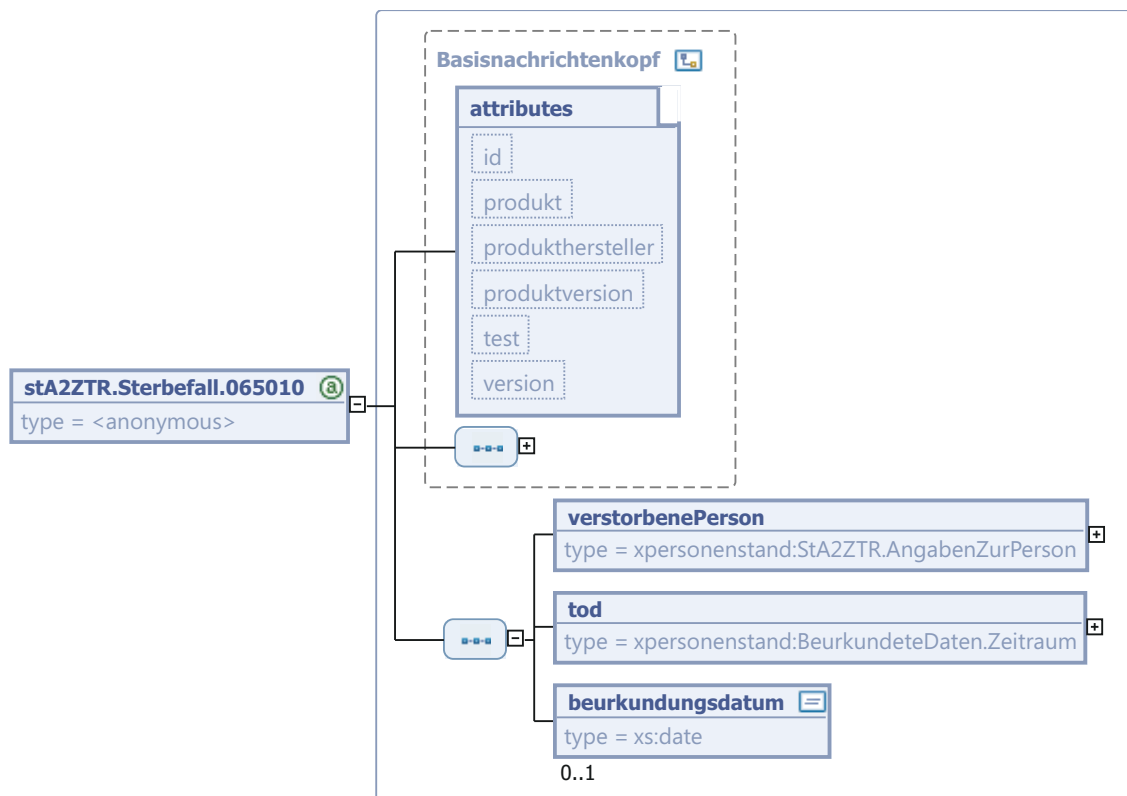 Basisnachrichtenkopf
attributes
id
produkt
produkthersteller
produktversion
test
version
stA2ZTR.Sterbefall.065010
type = <anonymous>
verstorbenePerson
type = xpersonenstand:StA2ZTR.AngabenZurPerson
tod
type = xpersonenstand:BeurkundeteDaten.Zeitraum
beurkundungsdatum
type = xs:date
0..1